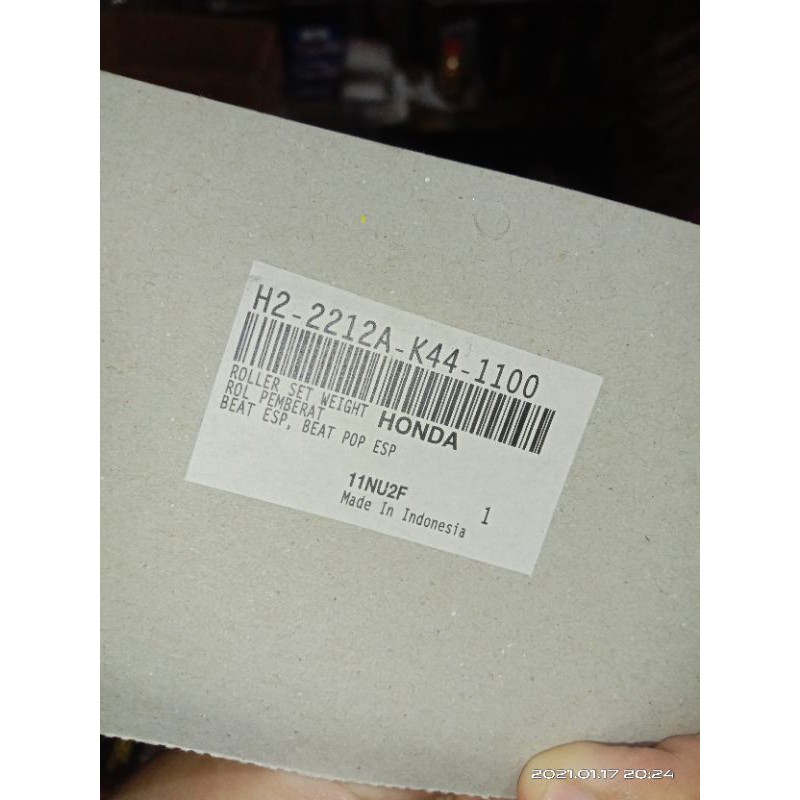 H2-2212A-K44-1100
ROLLER SET WEIGHT
ROL PEMBERAT HONDA
BEAT ESP, BEAT POP ESP
11NU2F
Made In Indonesia 1
2021.01.17 20:24